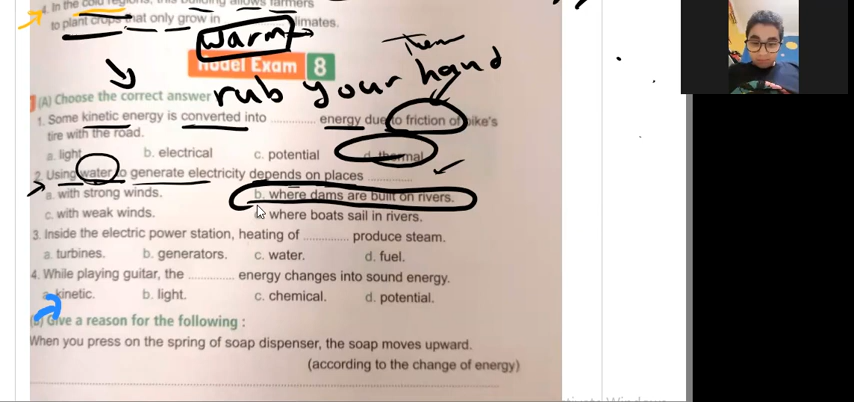 4. In the cold regions, this building allows farmers
to plant crops that only grow in climates.
warm
Model Exam 8
rub your hand
(A) Choose the correct answer
1. Some kinetic energy is converted into ............ energy due to friction of bike's
tire with the road.
a. light b. electrical c. potential d. thermal
2. Using water to generate electricity depends on places ............
a. with strong winds. b. where dams are built on rivers.
c. with weak winds. where boats sail in rivers.
3. Inside the electric power station, heating of ............ produce steam.
a. turbines. b. generators. c. water. d. fuel.
4. While playing guitar, the ............ energy changes into sound energy.
a. kinetic. b. light. c. chemical. d. potential.
(B) Give a reason for the following :
When you press on the spring of soap dispenser, the soap moves upward.
(according to the change of energy)